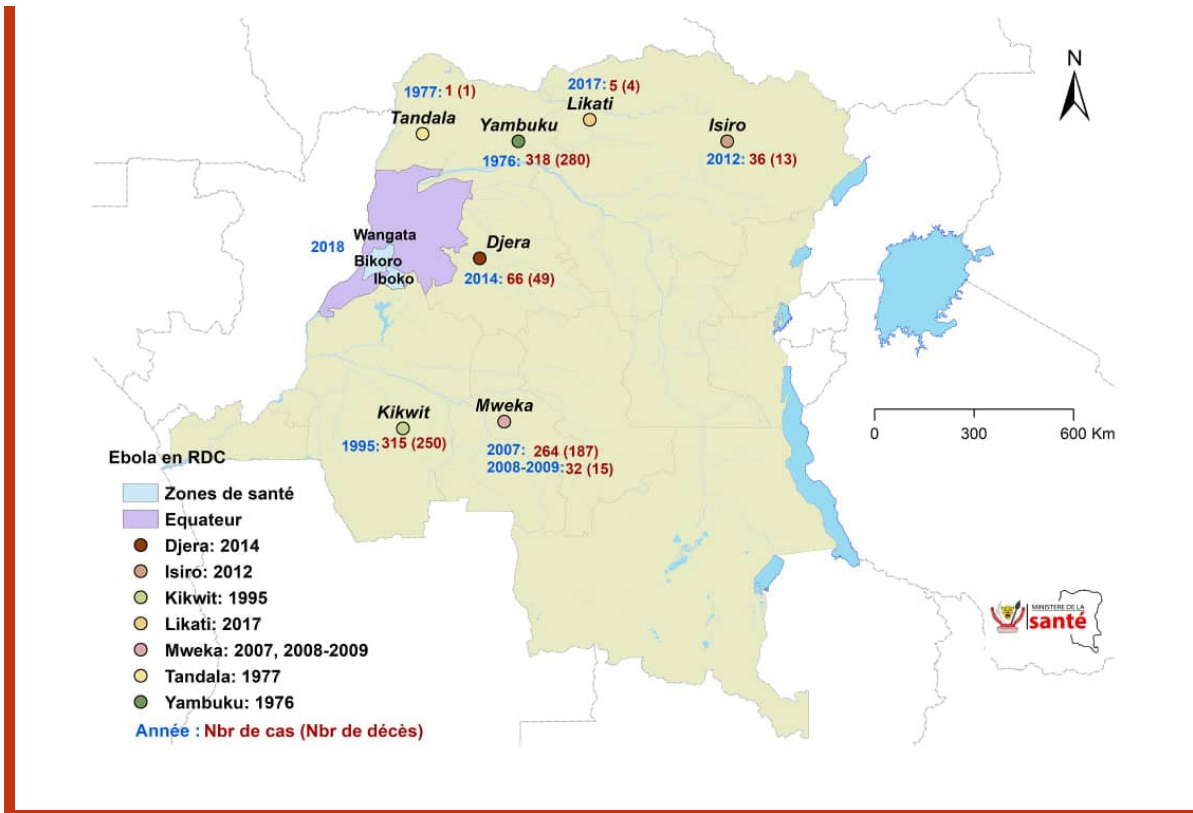 N
1977: 1 (1)
Tandala
2017: 5 (4)
Likati
Yambuku
1976: 318 (280)
Isiro
2012: 36 (13)
2018
Wangata
Bikoro
Iboko
Djera
2014: 66 (49)
Kikwit
1995: 315 (250)
Mweka
2007: 264 (187)
2008-2009: 32 (15)
0 300 600 Km
Ebola en RDC
Zones de santé
Equateur
Djera: 2014
Isiro: 2012
Kikwit: 1995
Likati: 2017
Mweka: 2007, 2008-2009
Tandala: 1977
Yambuku: 1976
Année : Nbr de cas (Nbr de décès)
MINISTERE DE LA
santé